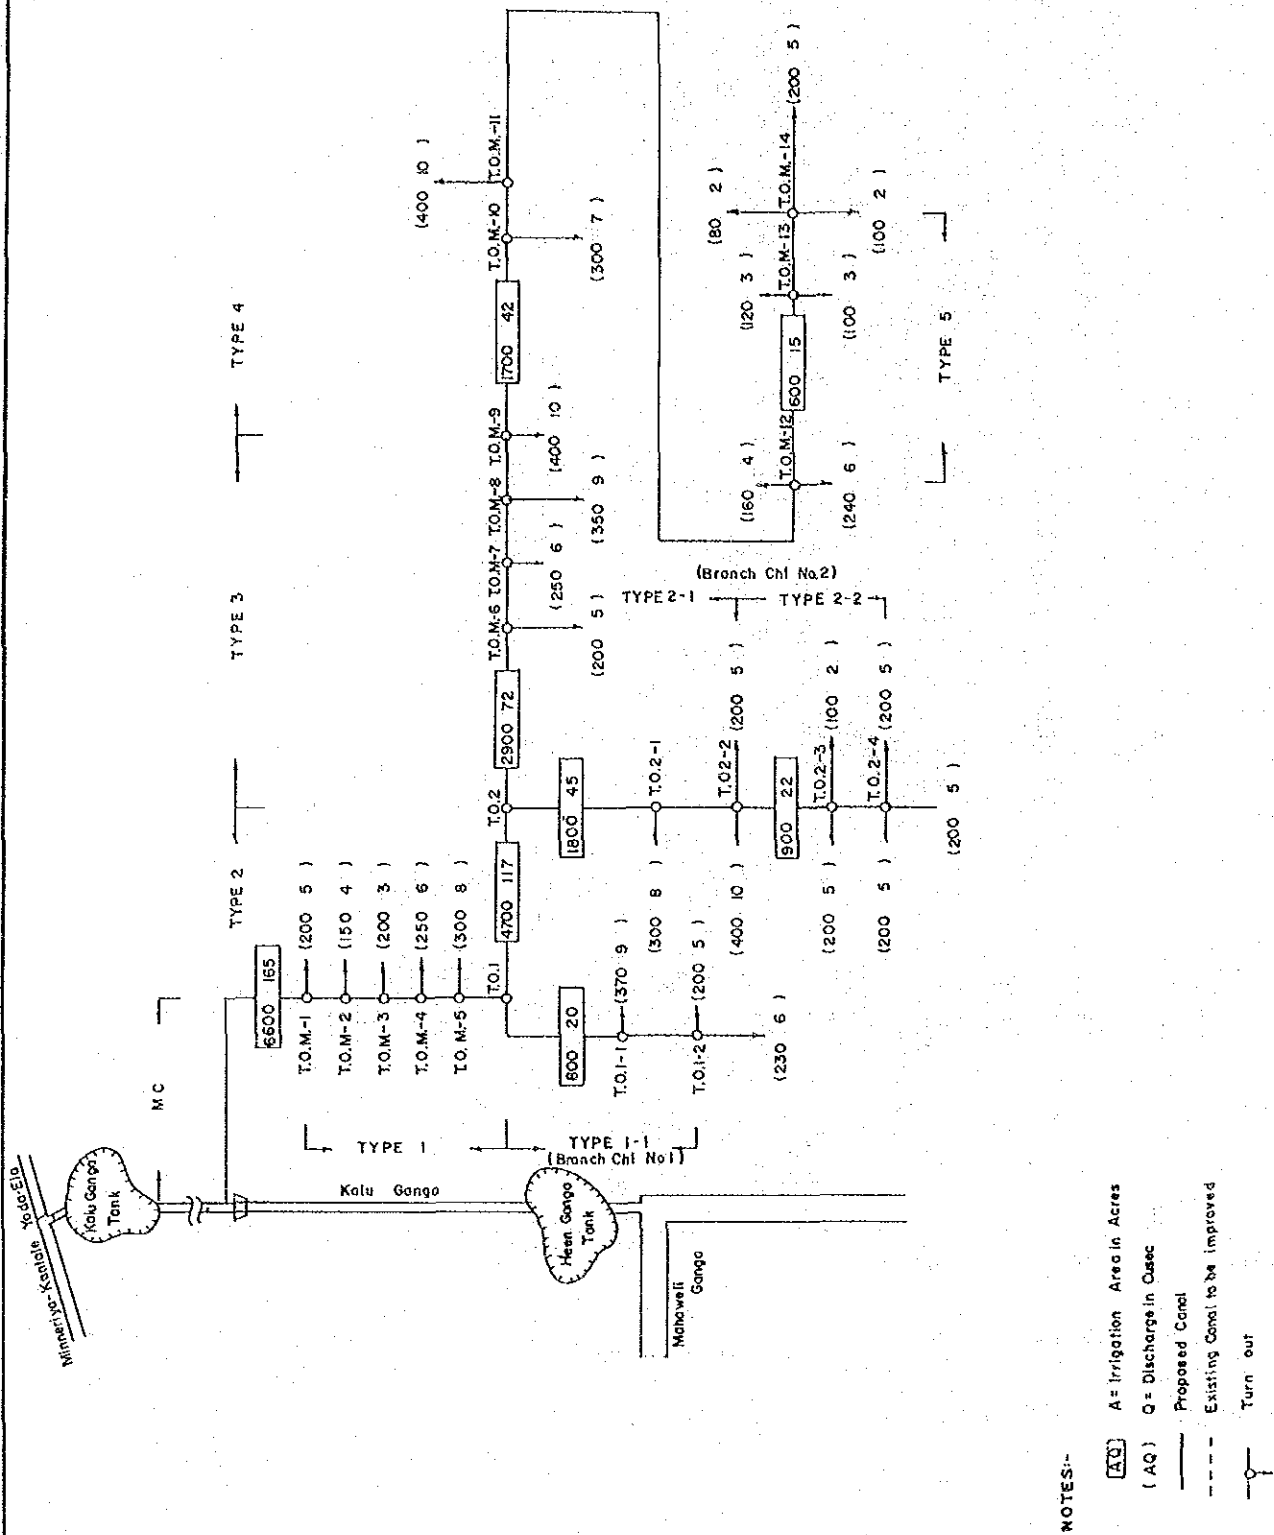 TYPE 4
TYPE 3
TYPE 2
TYPE 1
TYPE 1-1
(Branch Chl No1)
TYPE 2-1
TYPE 2-2
(Branch Chl No.2)
TYPE 5
M C
Minneriya-Kantale Yoda-Ela
Kalu Ganga
Tank
Kalu Ganga
Heen Ganga
Tank
Mahaweli
Ganga
6600 165
T.O.M.-1 (200 5 )
T.O.M.-2 (150 4 )
T.O.M.-3 (200 3 )
T.O.M.-4 (250 6 )
T.O.M.-5 (300 8 )
T.O.1
800 20
T.O.1-1 (370 9 )
T.O.1-2 (200 5 )
(230 6 )
4700 117
T.O.2
1800 45
T.O.2-1
(300 8 )
T.O.2-2
(400 10 ) (200 5 )
900 22
T.O.2-3
(200 5 ) (100 2 )
T.O.2-4
(200 5 ) (200 5 )
(200 5 )
2900 72
T.O.M.-6
(200 5 )
T.O.M-7
(250 6 )
T.O.M-8
(350 9 )
T.O.M.-9
(400 10 )
1700 42
T.O.M.-10
(300 7 )
T.O.M.-11
(400 10 )
T.O.M.-12
(160 4 )
(240 6 )
600 15
T.O.M-13
(120 3 )
(100 3 )
T.O.M.-14
(80 2 )
(100 2 )
(200 5 )
NOTES:-
AQ A = Irrigation Area in Acres
( AQ ) Q = Discharge in Cusec
Proposed Canal
Existing Canal to be improved
Turn out